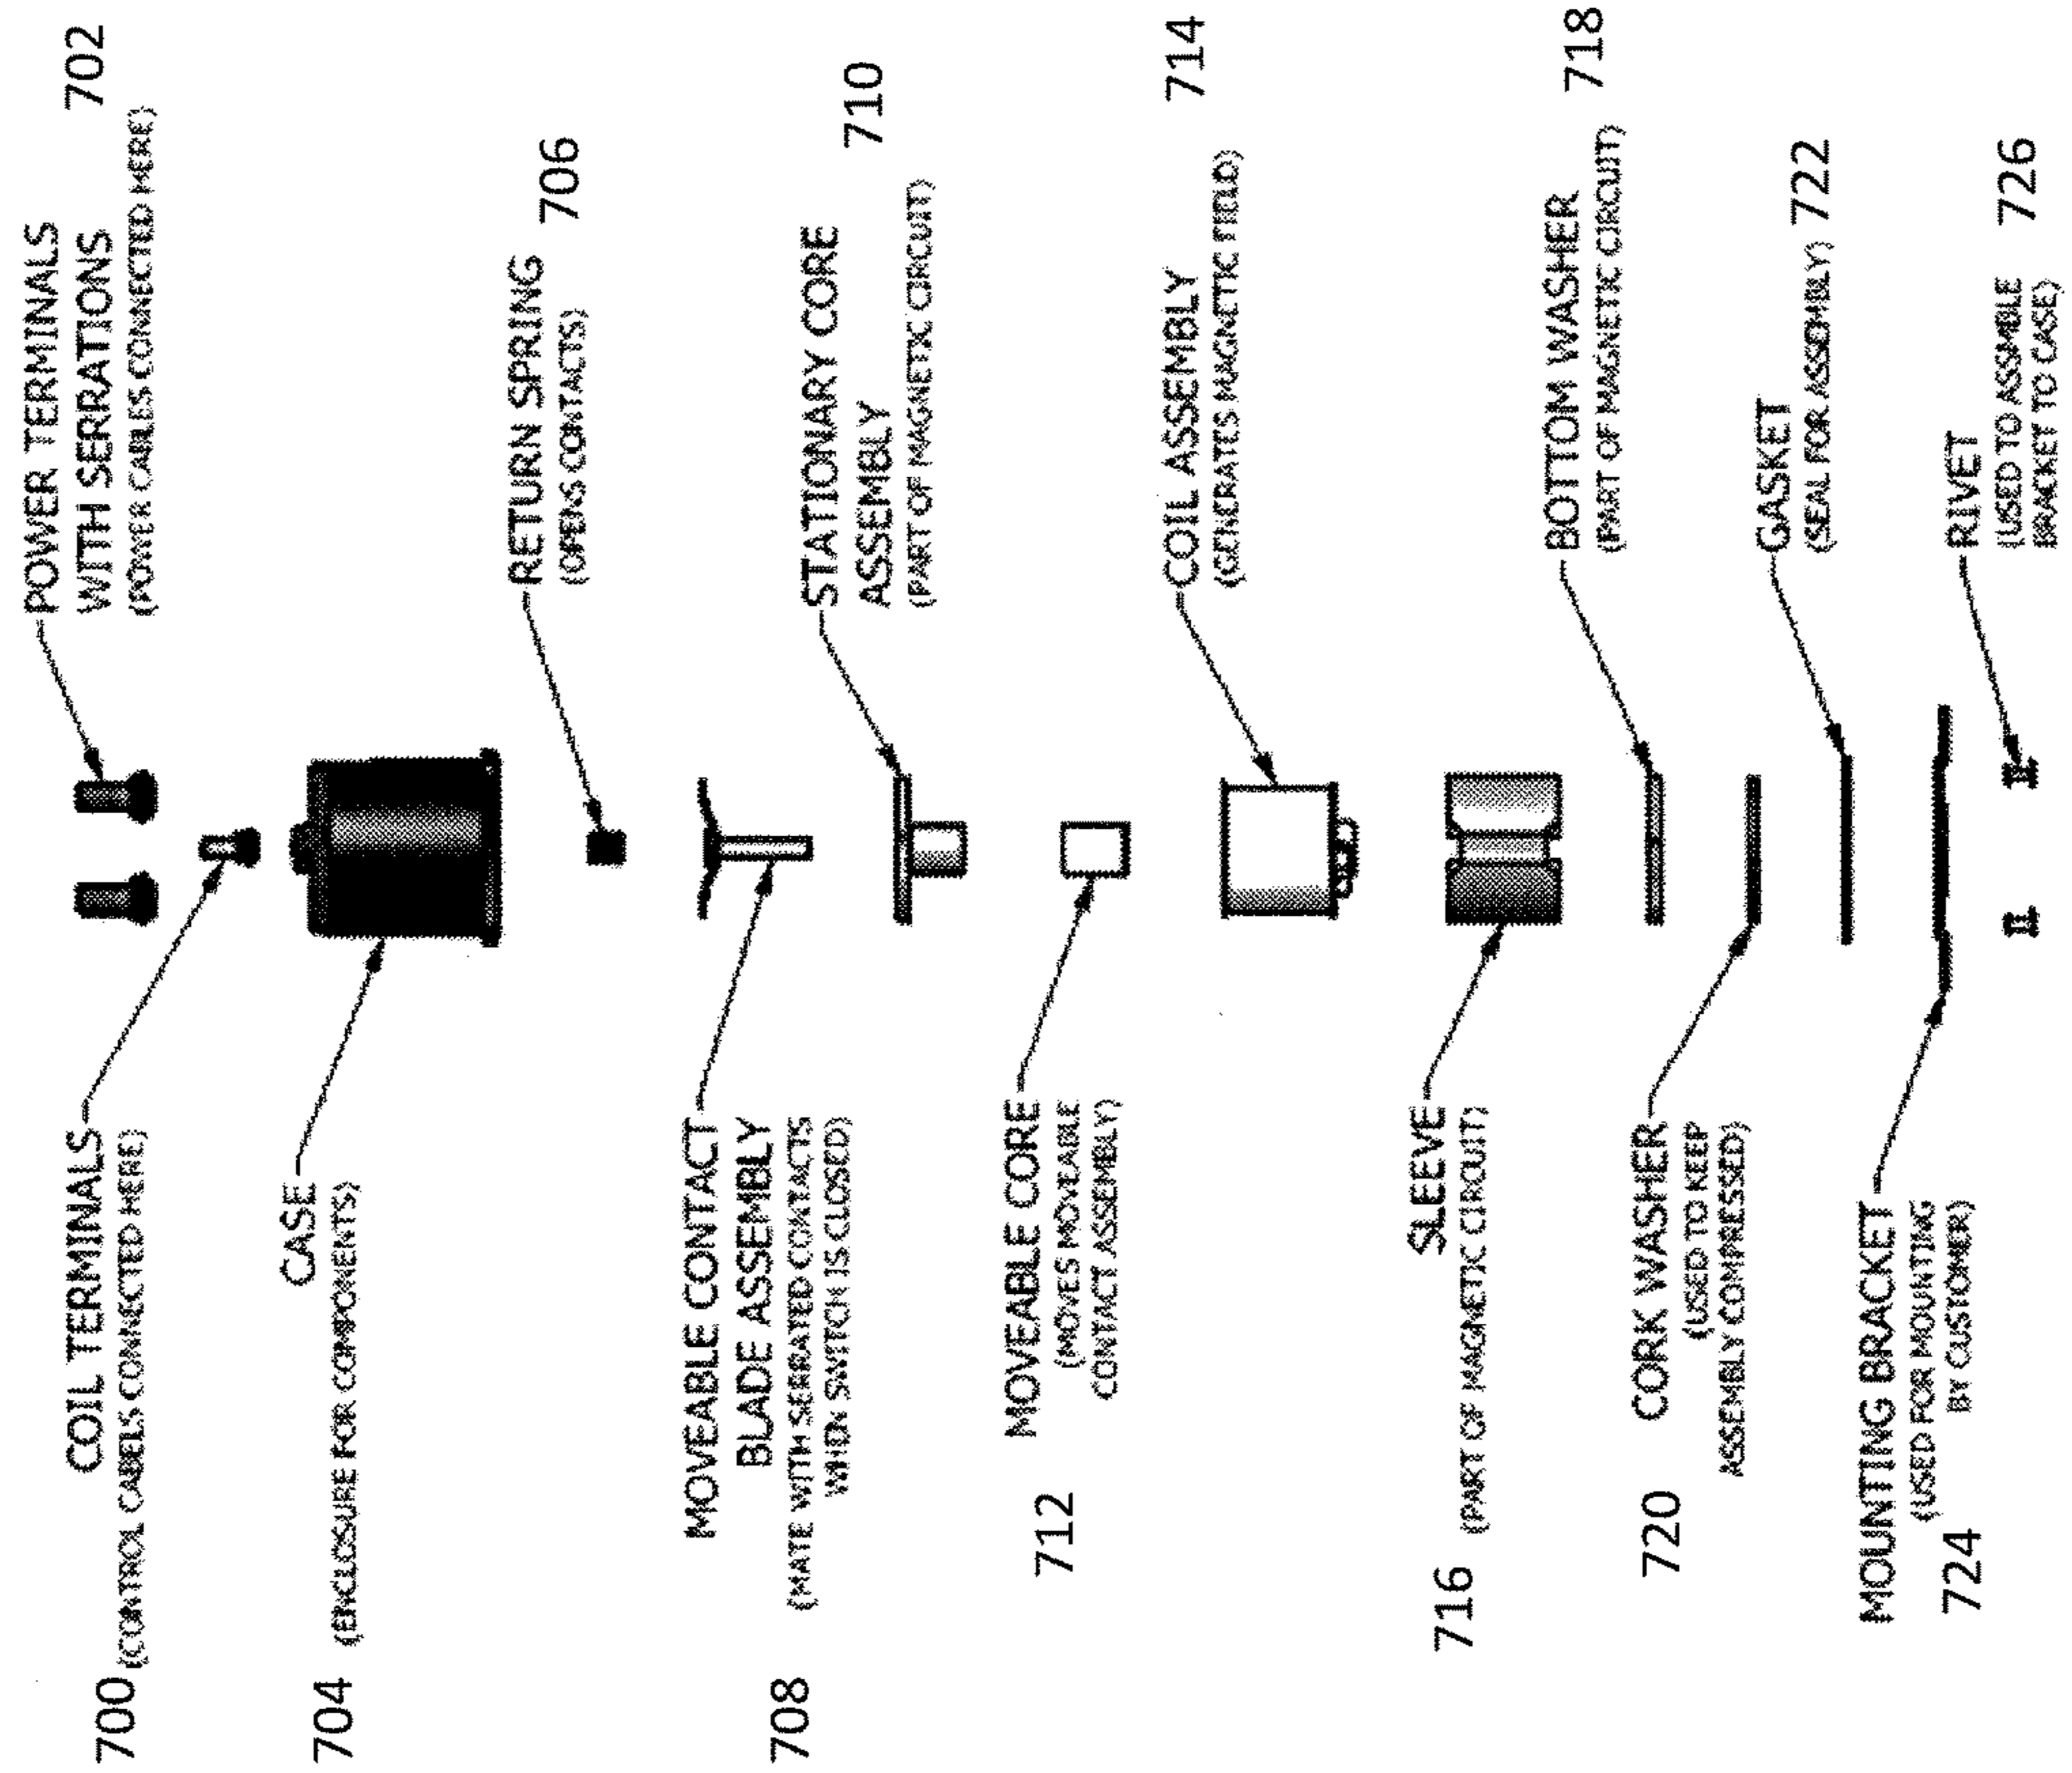 POWER TERMINALS
WITH SERRATIONS
(POWER CABLES CONNECTED HERE)
702
COIL TERMINALS
700 (CONTROL CABELS CONNECTED HERE)
CASE
704 (ENCLOSURE FOR COMPONENTS)
RETURN SPRING
(OPENS CONTACTS)
706
MOVEABLE CONTACT
BLADE ASSEMBLY
(MATE WITH SERRATED CONTACTS
WHEN SWITCH IS CLOSED)
708
STATIONARY CORE
ASSEMBLY
(PART OF MAGNETIC CIRCUIT)
710
MOVEABLE CORE
(MOVES MOVEABLE
CONTACT ASSEMBLY)
712
COIL ASSEMBLY
(GENERATES MAGNETIC FIELD)
714
SLEEVE
716 (PART OF MAGNETIC CIRCUIT)
BOTTOM WASHER
(PART OF MAGNETIC CIRCUIT)
718
CORK WASHER
(USED TO KEEP
ASSEMBLY COMPRESSED)
720
GASKET
(SEAL FOR ASSEMBLY) 722
MOUNTING BRACKET
(USED FOR MOUNTING
BY CUSTOMER)
724
RIVET
(USED TO ASSMBLE
BRACKET TO CASE)
726